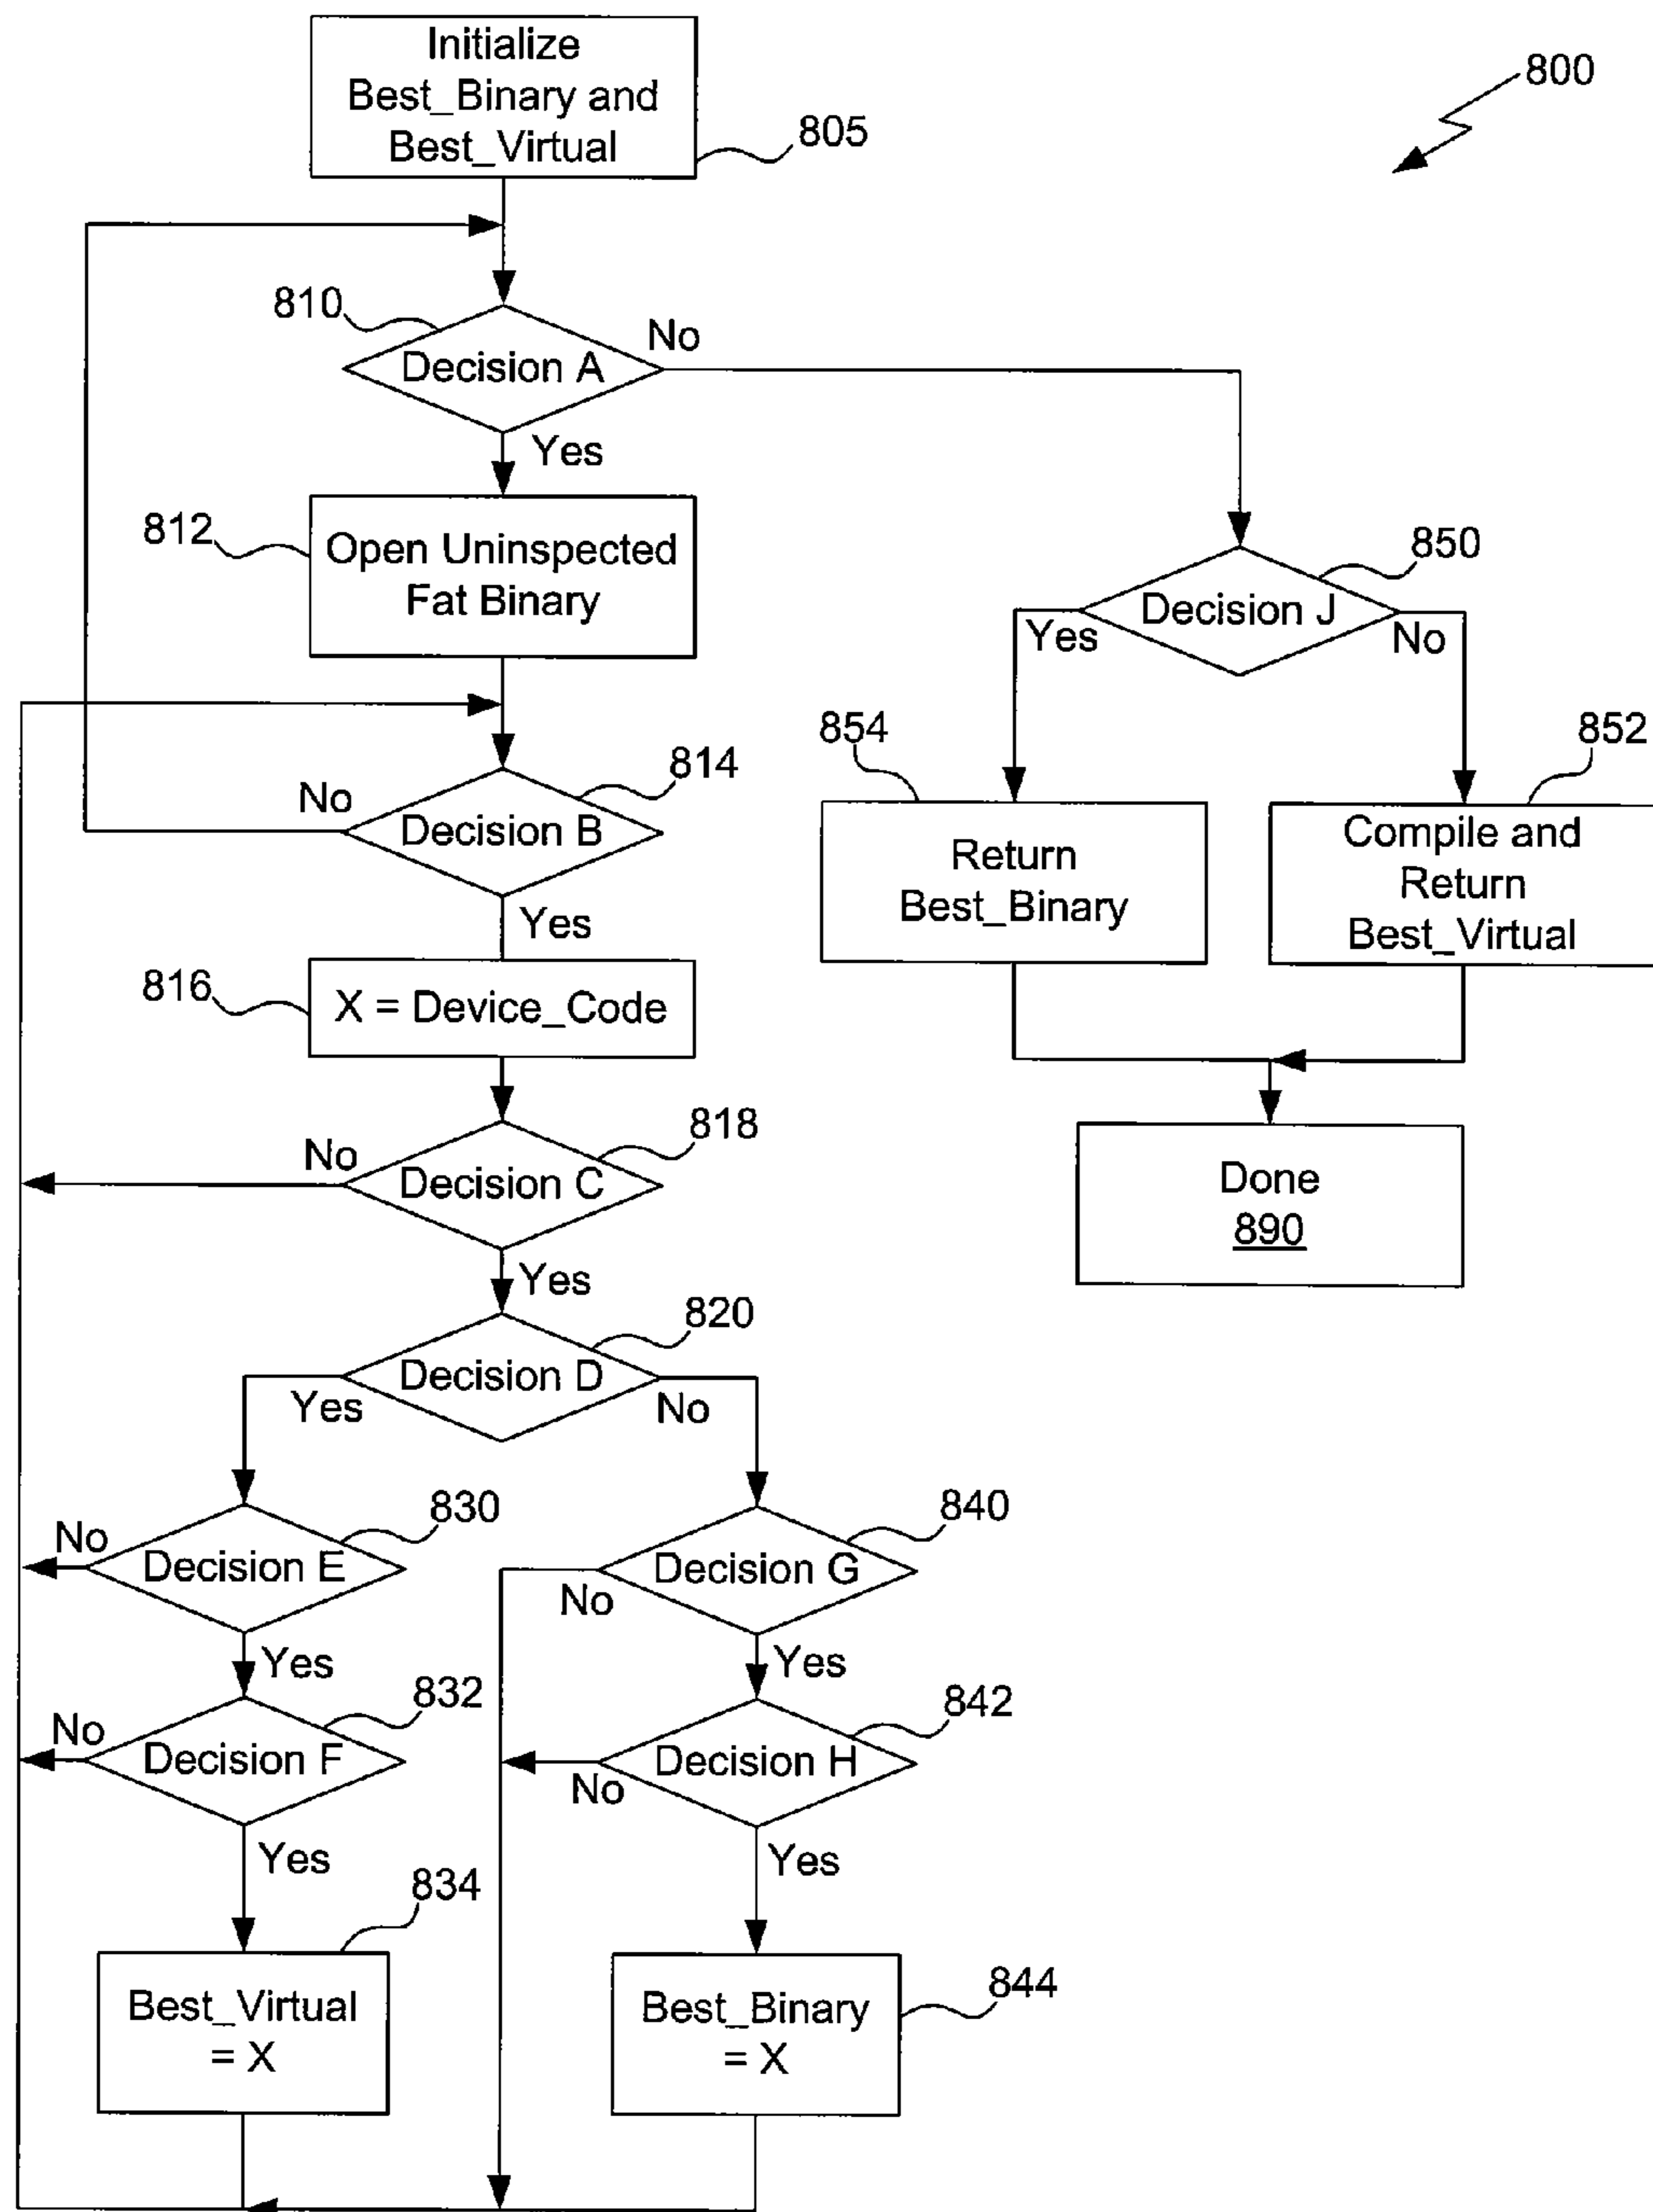 Initialize
Best_Binary and
Best_Virtual
805
800
810
Decision A
No
Yes
812
Open Uninspected
Fat Binary
850
Decision J
Yes
No
814
No
Decision B
Yes
854
Return
Best_Binary
852
Compile and
Return
Best_Virtual
816
X = Device_Code
818
No
Decision C
Yes
Done
890
820
Decision D
Yes
No
830
No
Decision E
Yes
840
Decision G
No
Yes
832
No
Decision F
Yes
842
Decision H
No
Yes
834
Best_Virtual
= X
844
Best_Binary
= X